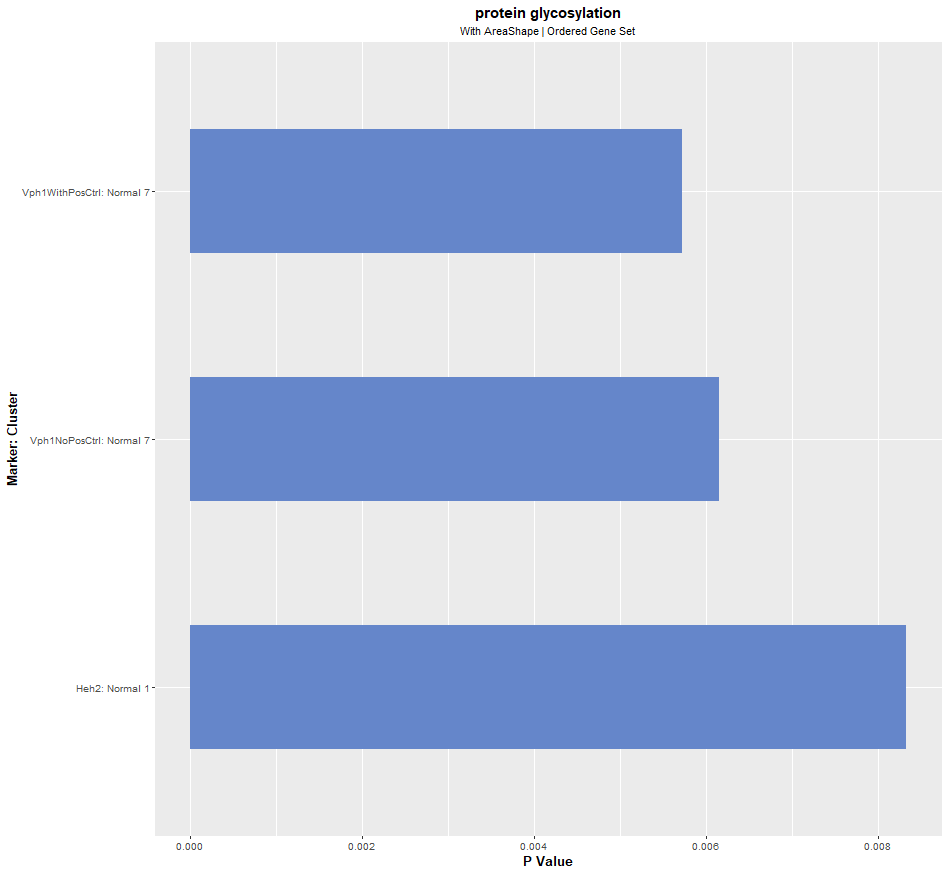 protein glycosylation
With AreaShape | Ordered Gene Set
Marker: Cluster
Vph1WithPosCtrl: Normal 7
Vph1NoPosCtrl: Normal 7
Heh2: Normal 1
0.000 0.002 0.004 0.006 0.008
P Value